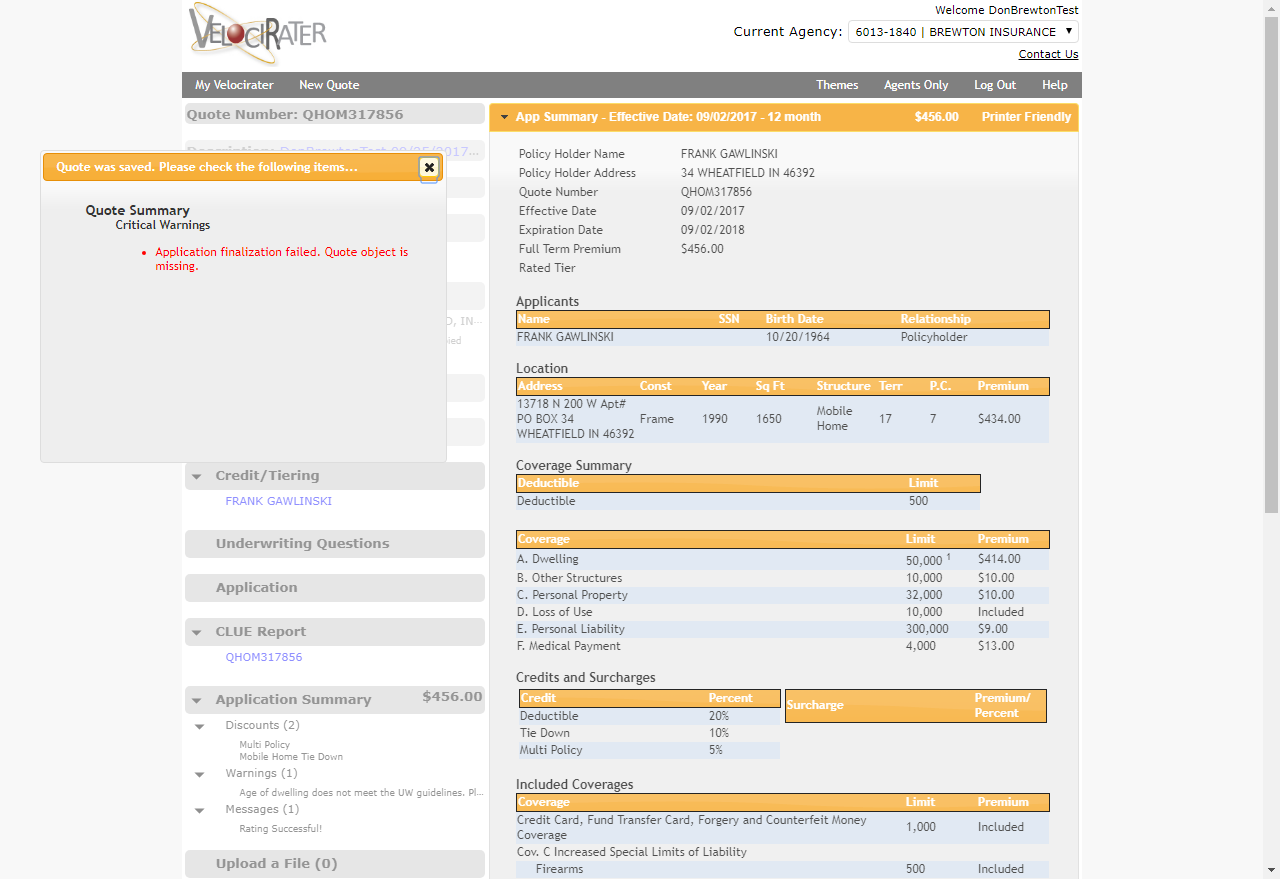 VELOCIRATER
Welcome DonBrewtonTest
Current Agency: 6013-1840 | BREWTON INSURANCE
Contact Us
My Velocirater New Quote Themes Agents Only Log Out Help
Quote Number: QHOM317856
Description: DonBrewtonTest 09/05/2017...
Quote was saved. Please check the following items...
Quote Summary
Critical Warnings
Application finalization failed. Quote object is
missing.
O, IN...
ied
Credit/Tiering
FRANK GAWLINSKI
Underwriting Questions
Application
CLUE Report
QHOM317856
Application Summary $456.00
Discounts (2)
Multi Policy
Mobile Home Tie Down
Warnings (1)
Age of dwelling does not meet the UW guidelines. Pl...
Messages (1)
Rating Successful!
Upload a File (0)
App Summary - Effective Date: 09/02/2017 - 12 month $456.00 Printer Friendly
Policy Holder Name FRANK GAWLINSKI
Policy Holder Address 34 WHEATFIELD IN 46392
Quote Number QHOM317856
Effective Date 09/02/2017
Expiration Date 09/02/2018
Full Term Premium $456.00
Rated Tier
Applicants
Name SSN Birth Date Relationship
FRANK GAWLINSKI 10/20/1964 Policyholder
Location
Address Const Year Sq Ft Structure Terr P.C. Premium
13718 N 200 W Apt#
PO BOX 34
WHEATFIELD IN 46392 Frame 1990 1650 Mobile Home 17 7 $434.00
Coverage Summary
Deductible Limit
Deductible 500
Coverage Limit Premium
A. Dwelling 50,000 1 $414.00
B. Other Structures 10,000 $10.00
C. Personal Property 32,000 $10.00
D. Loss of Use 10,000 Included
E. Personal Liability 300,000 $9.00
F. Medical Payment 4,000 $13.00
Credits and Surcharges
Credit Percent
Deductible 20%
Tie Down 10%
Multi Policy 5%
Surcharge Premium/
Percent
Included Coverages
Coverage Limit Premium
Credit Card, Fund Transfer Card, Forgery and Counterfeit Money
Coverage 1,000 Included
Cov. C Increased Special Limits of Liability
Firearms 500 Included